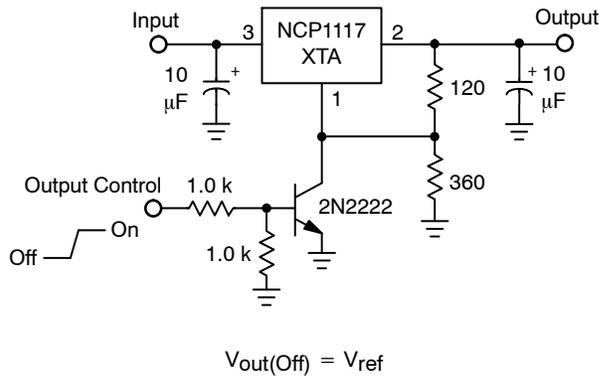 Input
Output
3
NCP1117
XTA
2
1
10
μF
+
120
+ 10
μF
360
Output Control
1.0 k
2N2222
On
Off
1.0 k
Vout(Off) = Vref